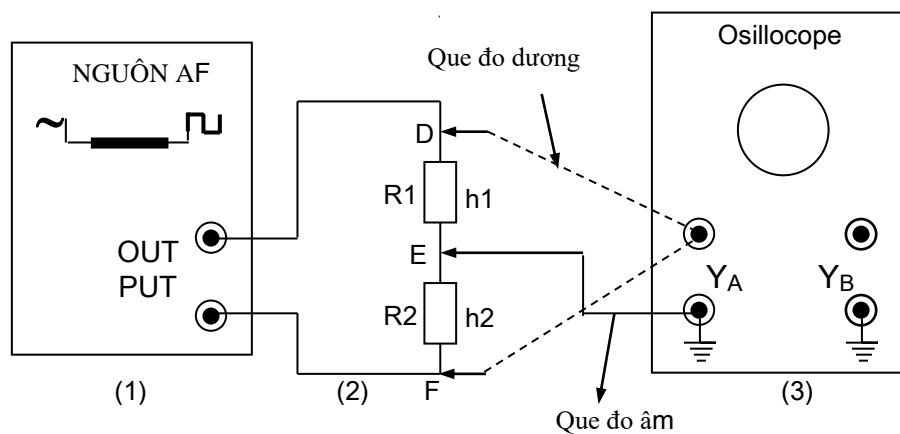 Osillocope
NGUÔN AF
Que đo dương
D
R1
h1
OUT
PUT
E
YA
YB
R2
h2
(1)
(2)
F
(3)
Que đo âm